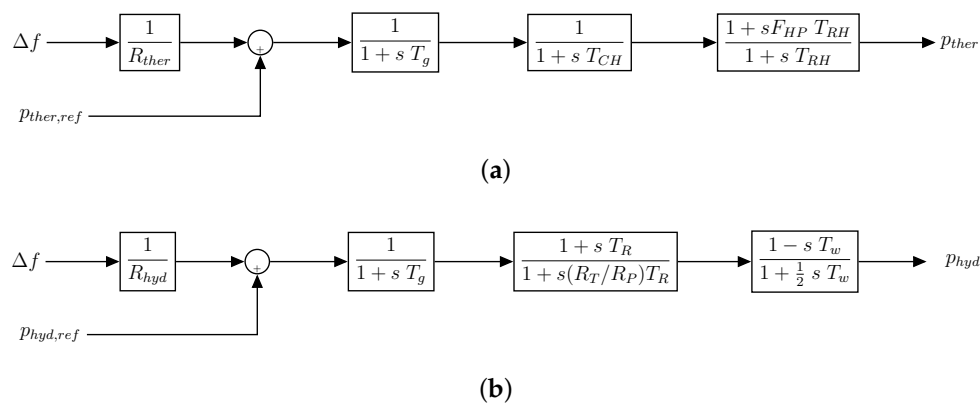 Δf 1/R_ther + 1/(1 + s T_g) 1/(1 + s T_CH) (1 + sF_HP T_RH)/(1 + s T_RH) p_ther
p_ther,ref
(a)
Δf 1/R_hyd + 1/(1 + s T_g) (1 + s T_R)/(1 + s(R_T/R_P)T_R) (1 − s T_w)/(1 + 1/2 s T_w) p_hyd
p_hyd,ref
(b)